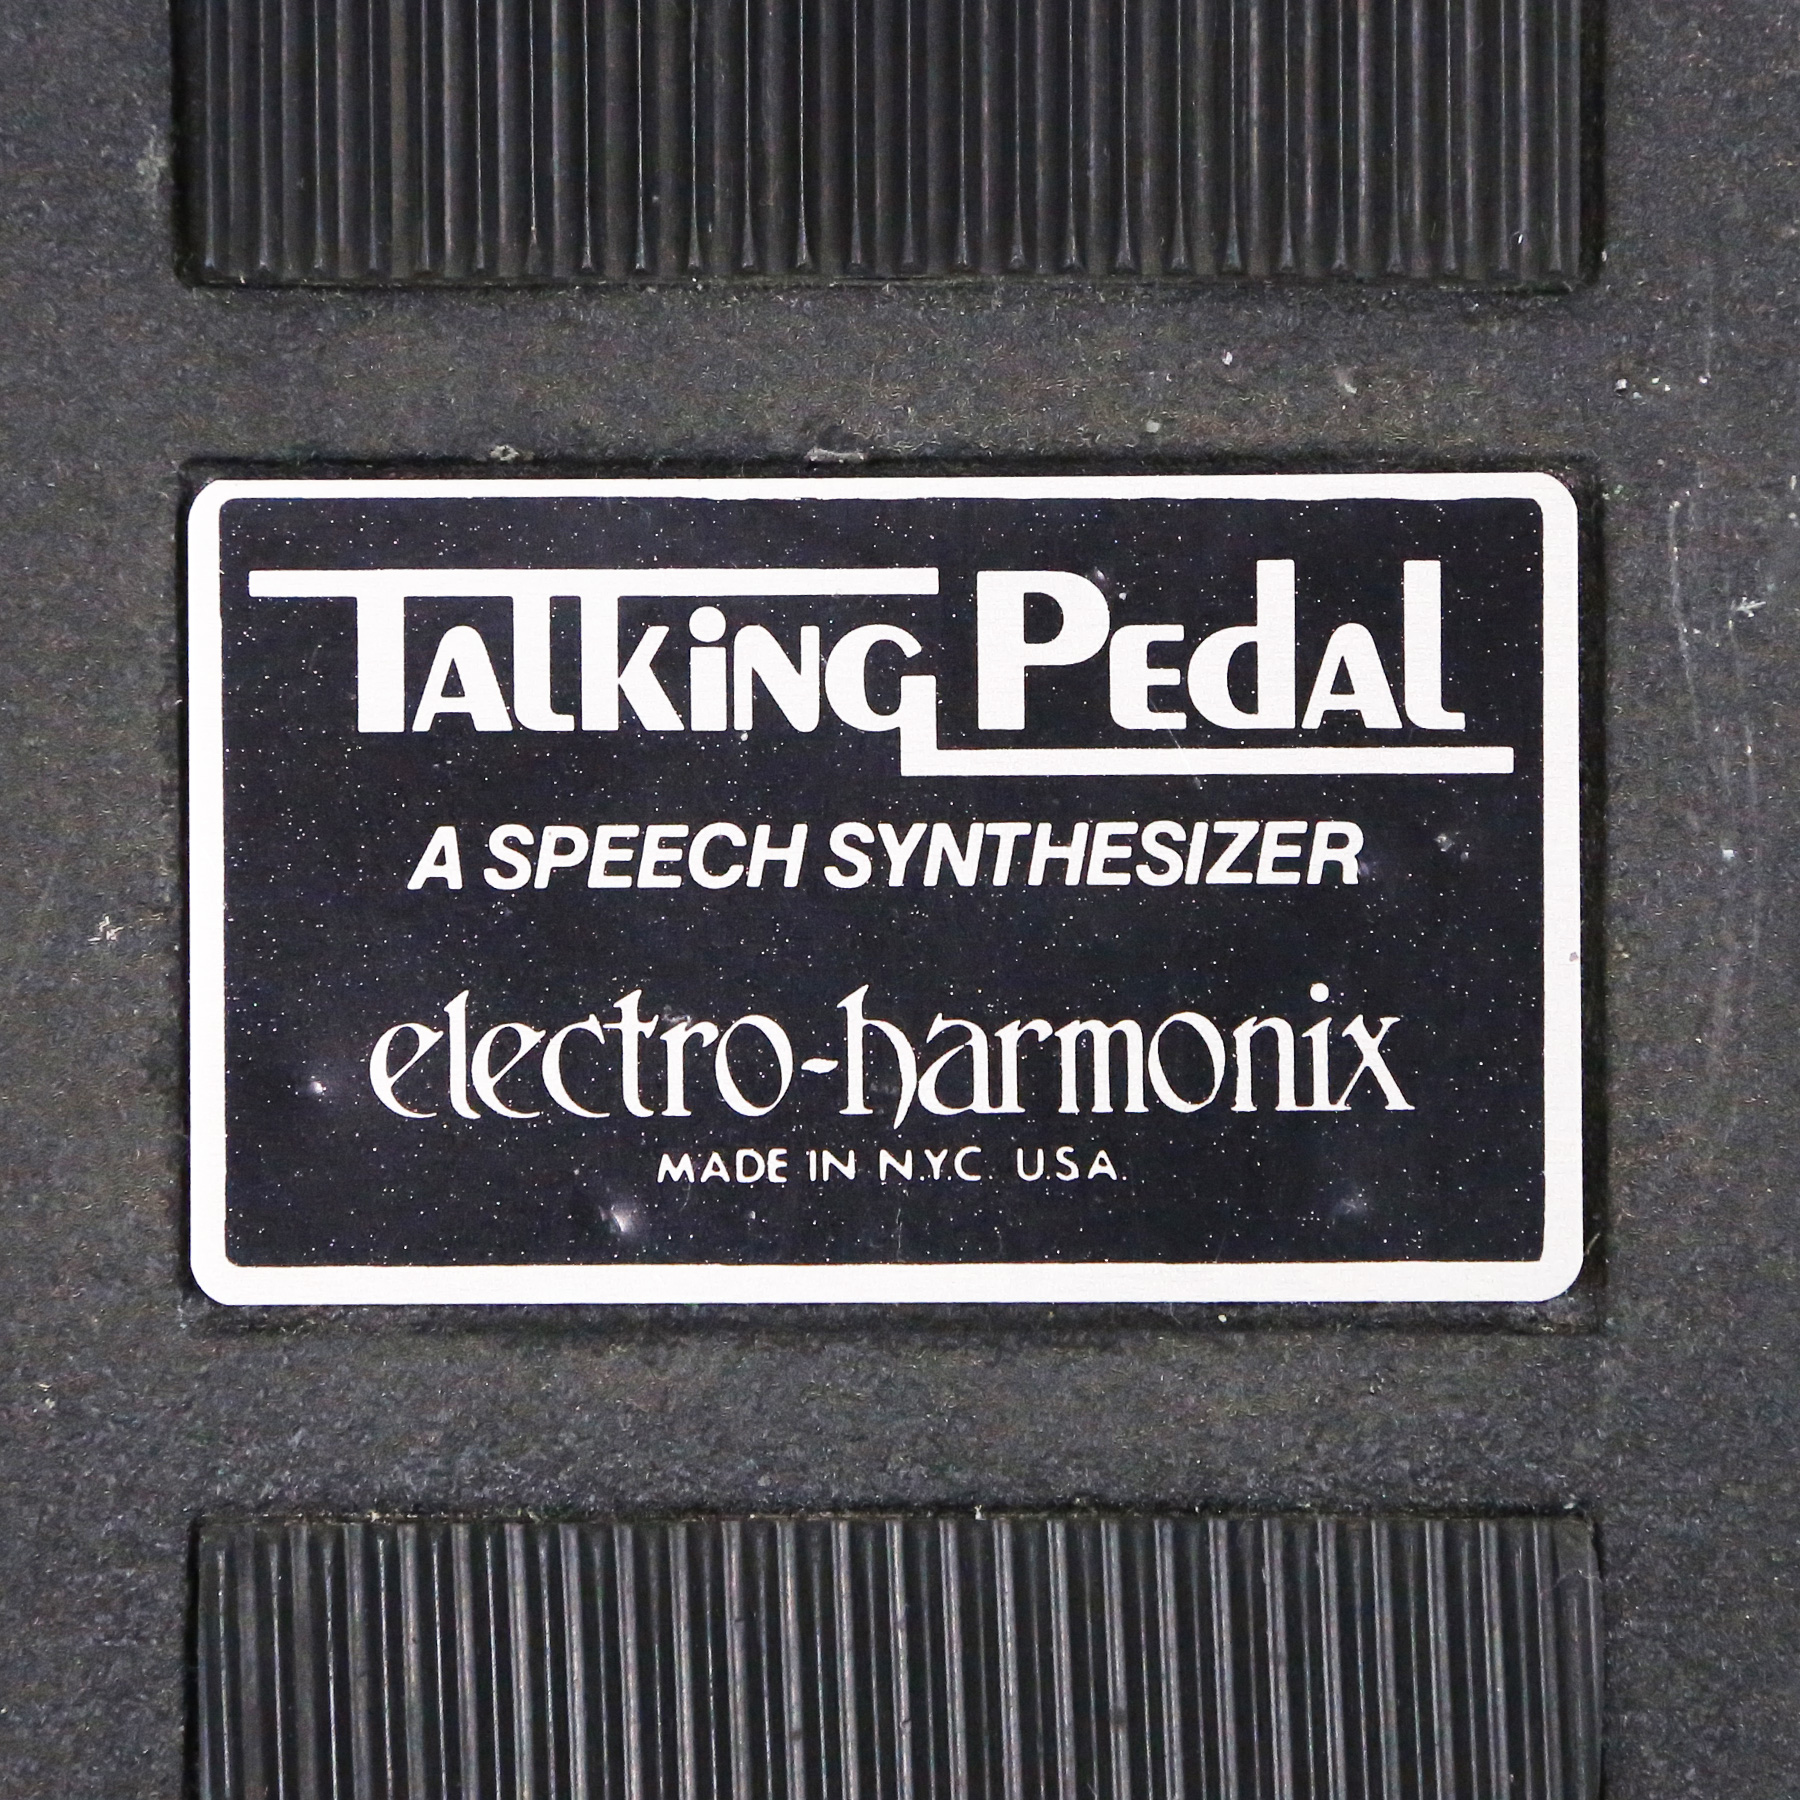 Talking Pedal
A SPEECH SYNTHESIZER
electro-harmonix
MADE IN N.Y.C. U.S.A.